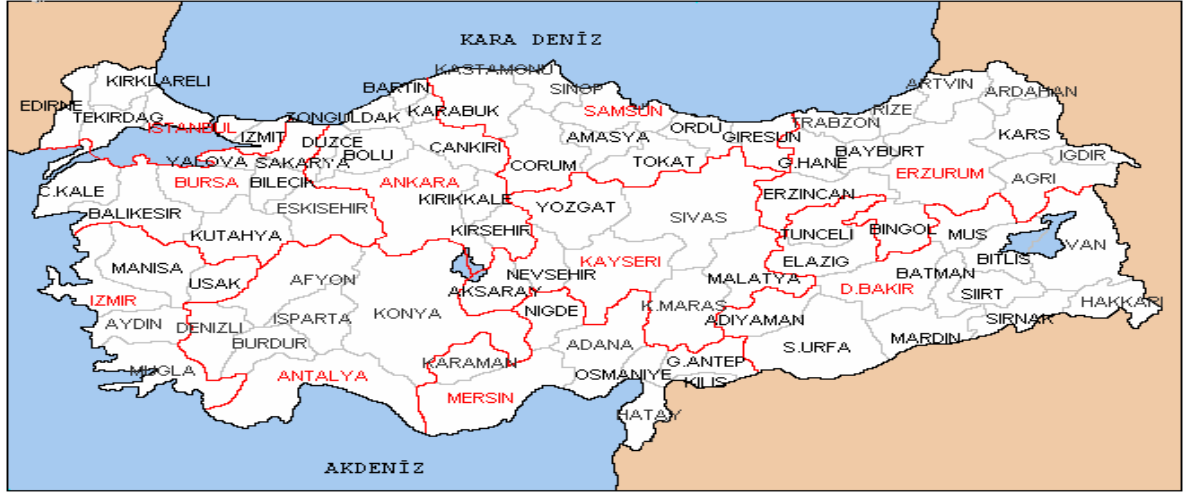 KARA DENİZ
KASTAMONU
KIRKLARELI
SINOP
ARTVIN
BARTIN
ARDAHAN
EDIRNE
TEKIRDAG
ISTANBUL
ZONGULDAK
KARABUK
SAMSUN
RIZE
TRABZON
IZMIT
DUZCE
AMASYA
ORDU
GIRESUN
KARS
YALOVA
SAKARYA
BOLU
CANKIRI
CORUM
TOKAT
G.HANE
BAYBURT
IGDIR
C.KALE
BURSA
BILECIK
ANKARA
ERZURUM
AGRI
BALIKESIR
ESKISEHIR
KIRIKKALE
YOZGAT
SIVAS
ERZINCAN
KUTAHYA
KIRSEHIR
TUNCELI
BINGOL
MUS
VAN
MANISA
USAK
AFYON
NEVSEHIR
KAYSERI
MALATYA
ELAZIG
BATMAN
BITLIS
IZMIR
AKSARAY
NIGDE
K.MARAS
D.BAKIR
SIIRT
HAKKARI
AYDIN
DENIZLI
ISPARTA
KONYA
ADIYAMAN
SIRNAK
BURDUR
ADANA
S.URFA
MARDIN
MUGLA
ANTALYA
KARAMAN
OSMANIYE
G.ANTEP
KILIS
MERSIN
HATAY
AKDENİZ